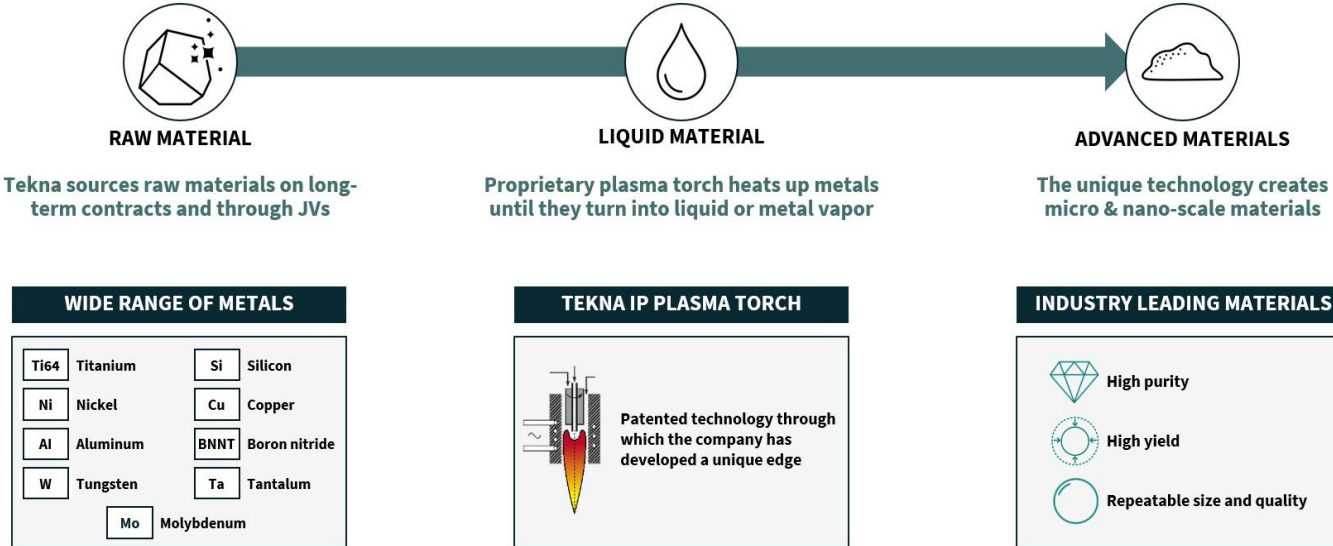 RAW MATERIAL
LIQUID MATERIAL
ADVANCED MATERIALS
Tekna sources raw materials on long-
term contracts and through JVs
Proprietary plasma torch heats up metals
until they turn into liquid or metal vapor
The unique technology creates
micro & nano-scale materials
WIDE RANGE OF METALS
Ti64 Titanium
Si Silicon
Ni Nickel
Cu Copper
Al Aluminum
BNNT Boron nitride
W Tungsten
Ta Tantalum
Mo Molybdenum
TEKNA IP PLASMA TORCH
Patented technology through
which the company has
developed a unique edge
INDUSTRY LEADING MATERIALS
High purity
High yield
Repeatable size and quality